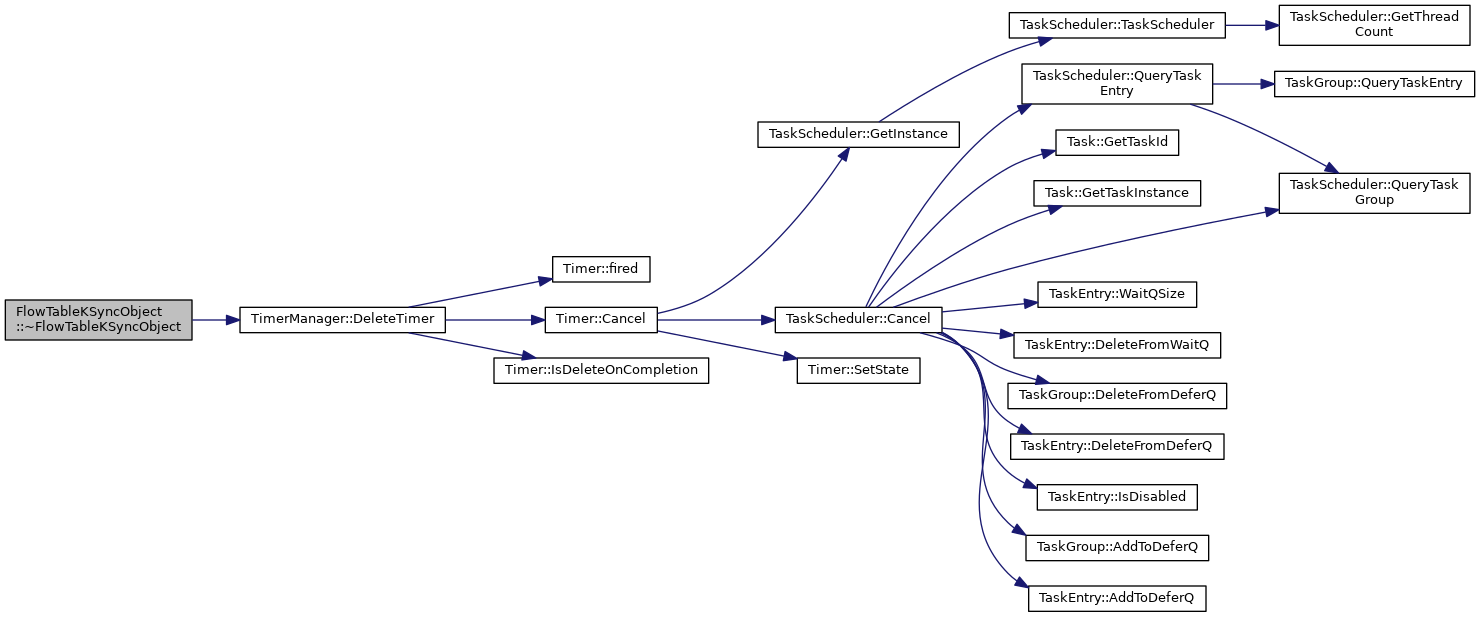 FlowTableKSyncObject
::~FlowTableKSyncObject
TimerManager::DeleteTimer
Timer::fired
Timer::Cancel
Timer::IsDeleteOnCompletion
TaskScheduler::GetInstance
TaskScheduler::Cancel
Timer::SetState
TaskScheduler::TaskScheduler
TaskScheduler::QueryTask
Entry
Task::GetTaskId
Task::GetTaskInstance
TaskEntry::WaitQSize
TaskEntry::DeleteFromWaitQ
TaskGroup::DeleteFromDeferQ
TaskEntry::DeleteFromDeferQ
TaskEntry::IsDisabled
TaskGroup::AddToDeferQ
TaskEntry::AddToDeferQ
TaskScheduler::GetThread
Count
TaskGroup::QueryTaskEntry
TaskScheduler::QueryTask
Group